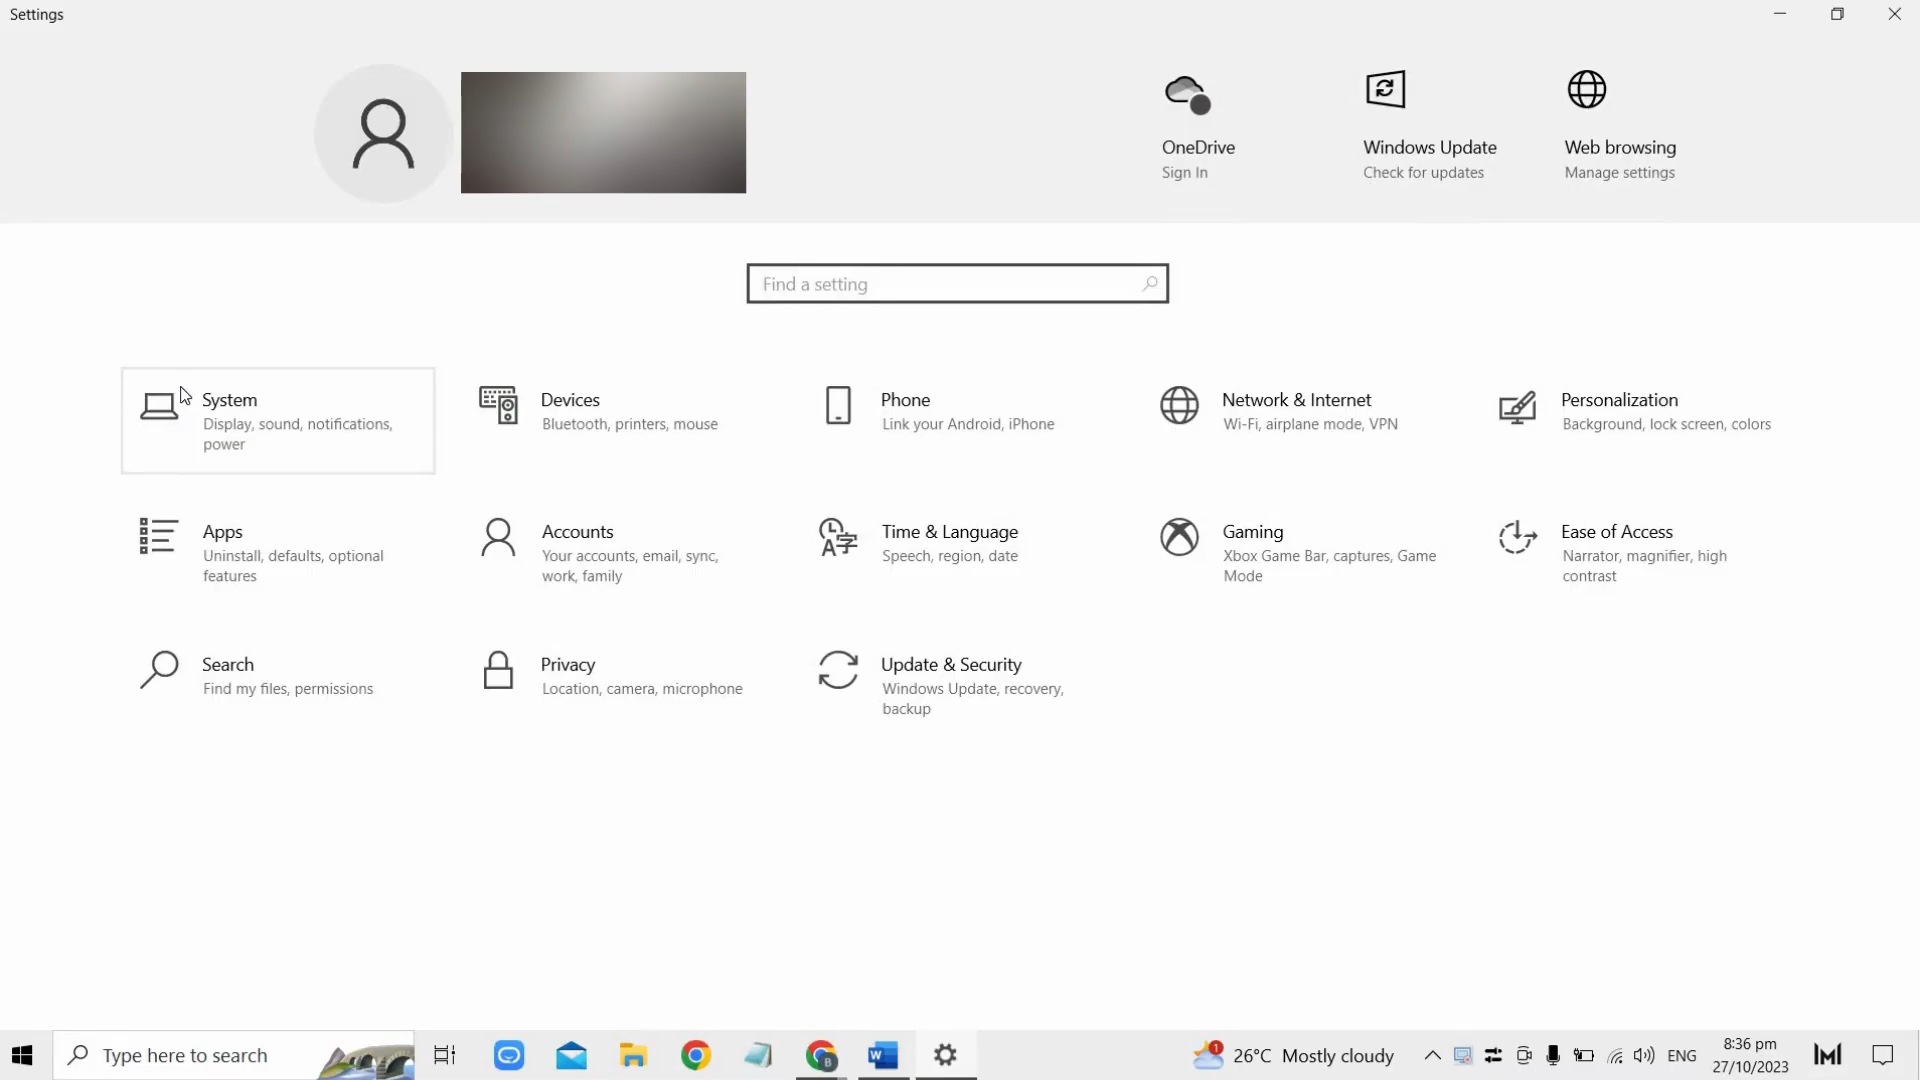 Settings
OneDrive
Sign In
Windows Update
Check for updates
Web browsing
Manage settings
Find a setting
System
Display, sound, notifications,
power
Devices
Bluetooth, printers, mouse
Phone
Link your Android, iPhone
Network & Internet
Wi-Fi, airplane mode, VPN
Personalization
Background, lock screen, colors
Apps
Uninstall, defaults, optional
features
Accounts
Your accounts, email, sync,
work, family
Time & Language
Speech, region, date
Gaming
Xbox Game Bar, captures, Game
Mode
Ease of Access
Narrator, magnifier, high
contrast
Search
Find my files, permissions
Privacy
Location, camera, microphone
Update & Security
Windows Update, recovery,
backup
Type here to search
26°C Mostly cloudy
ENG
8:36 pm
27/10/2023